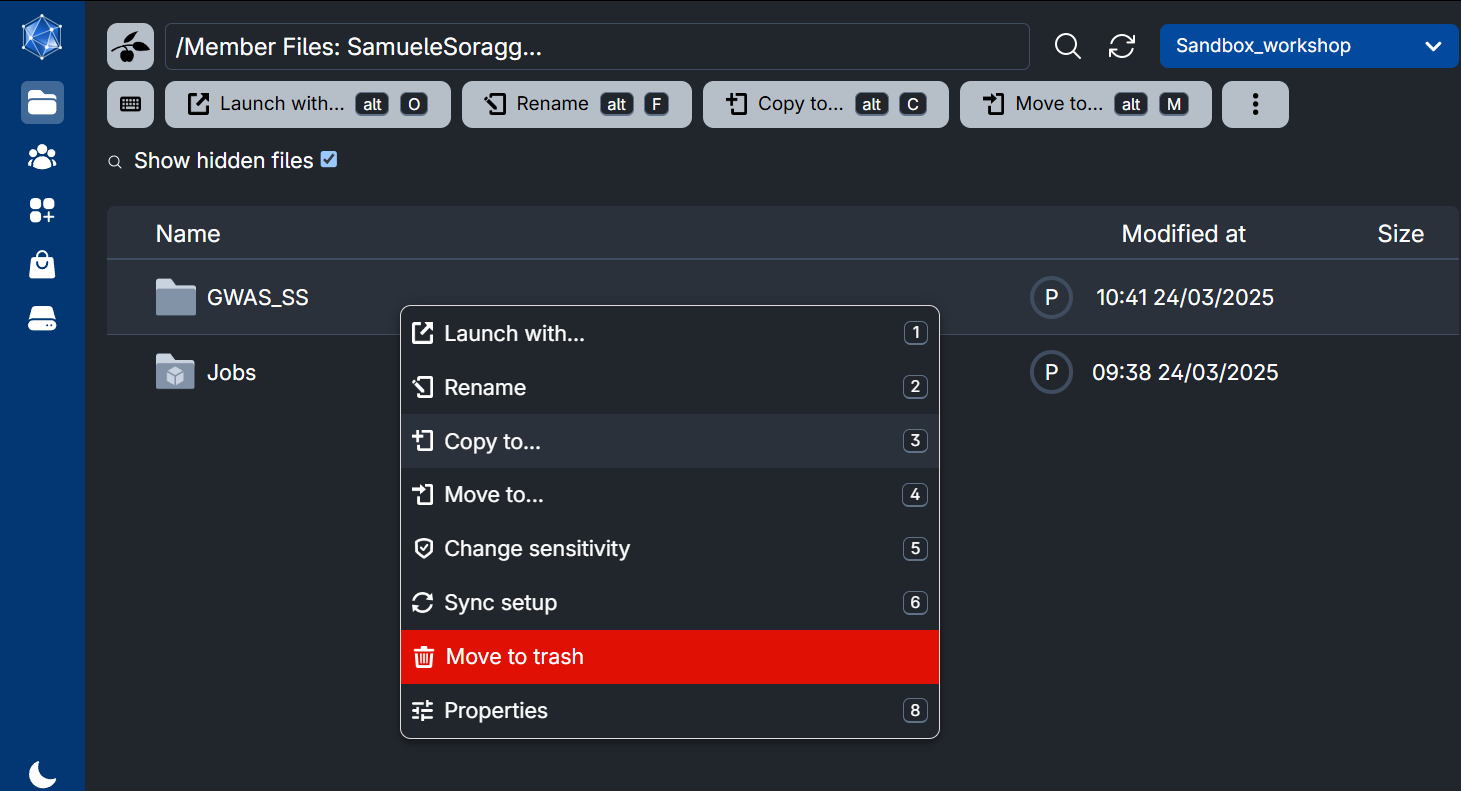 /Member Files: SamueleSoragg...
Sandbox_workshop
Launch with... alt O
Rename alt F
Copy to... alt C
Move to... alt M
Show hidden files
Name Modified at Size
GWAS_SS P 10:41 24/03/2025
Jobs P 09:38 24/03/2025
Launch with... 1
Rename 2
Copy to... 3
Move to... 4
Change sensitivity 5
Sync setup 6
Move to trash
Properties 8